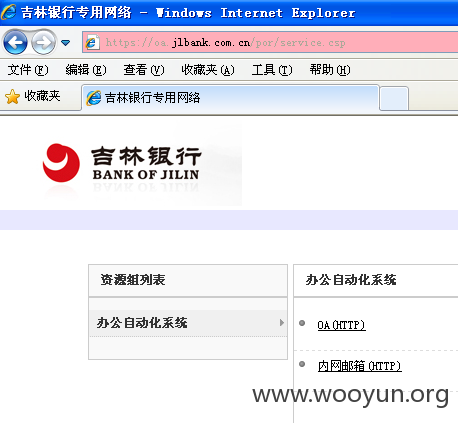 吉林银行专用网络 - Windows Internet Explorer
https://oa.jlbank.com.cn/por/service.csp
文件(F) 编辑(E) 查看(V) 收藏夹(A) 工具(T) 帮助(H)
收藏夹 吉林银行专用网络
吉林银行
BANK OF JILIN
资源组列表
办公自动化系统
办公自动化系统
OA(HTTP)
内网邮箱(HTTP)
www.wooyun.org